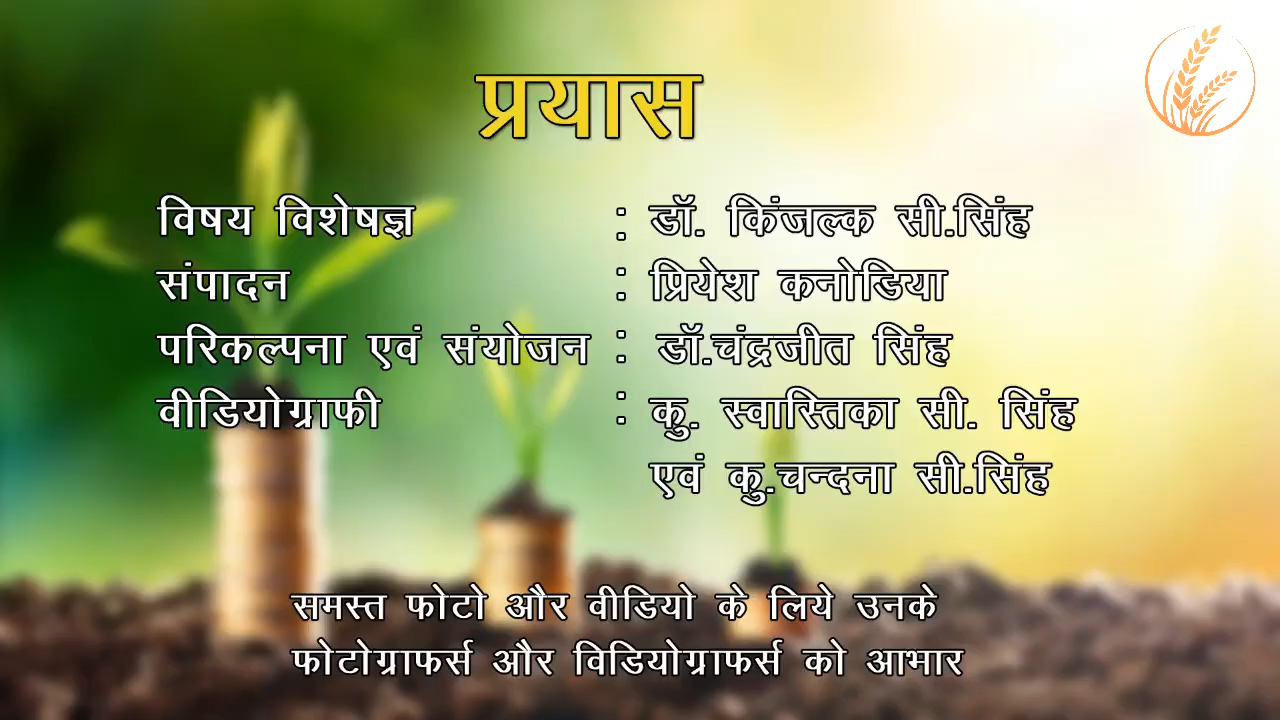 प्रयास
विषय विशेषज्ञ : डॉ. किंजल्क सी.सिंह
संपादन : प्रियेश कनोडिया
परिकल्पना एवं संयोजन : डॉ.चंद्रजीत सिंह
वीडियोग्राफी : कु. स्वास्तिका सी. सिंह
एवं कु.चन्दना सी.सिंह
समस्त फोटो और वीडियो के लिये उनके
फोटोग्राफर्स और विडियोग्राफर्स को आभार